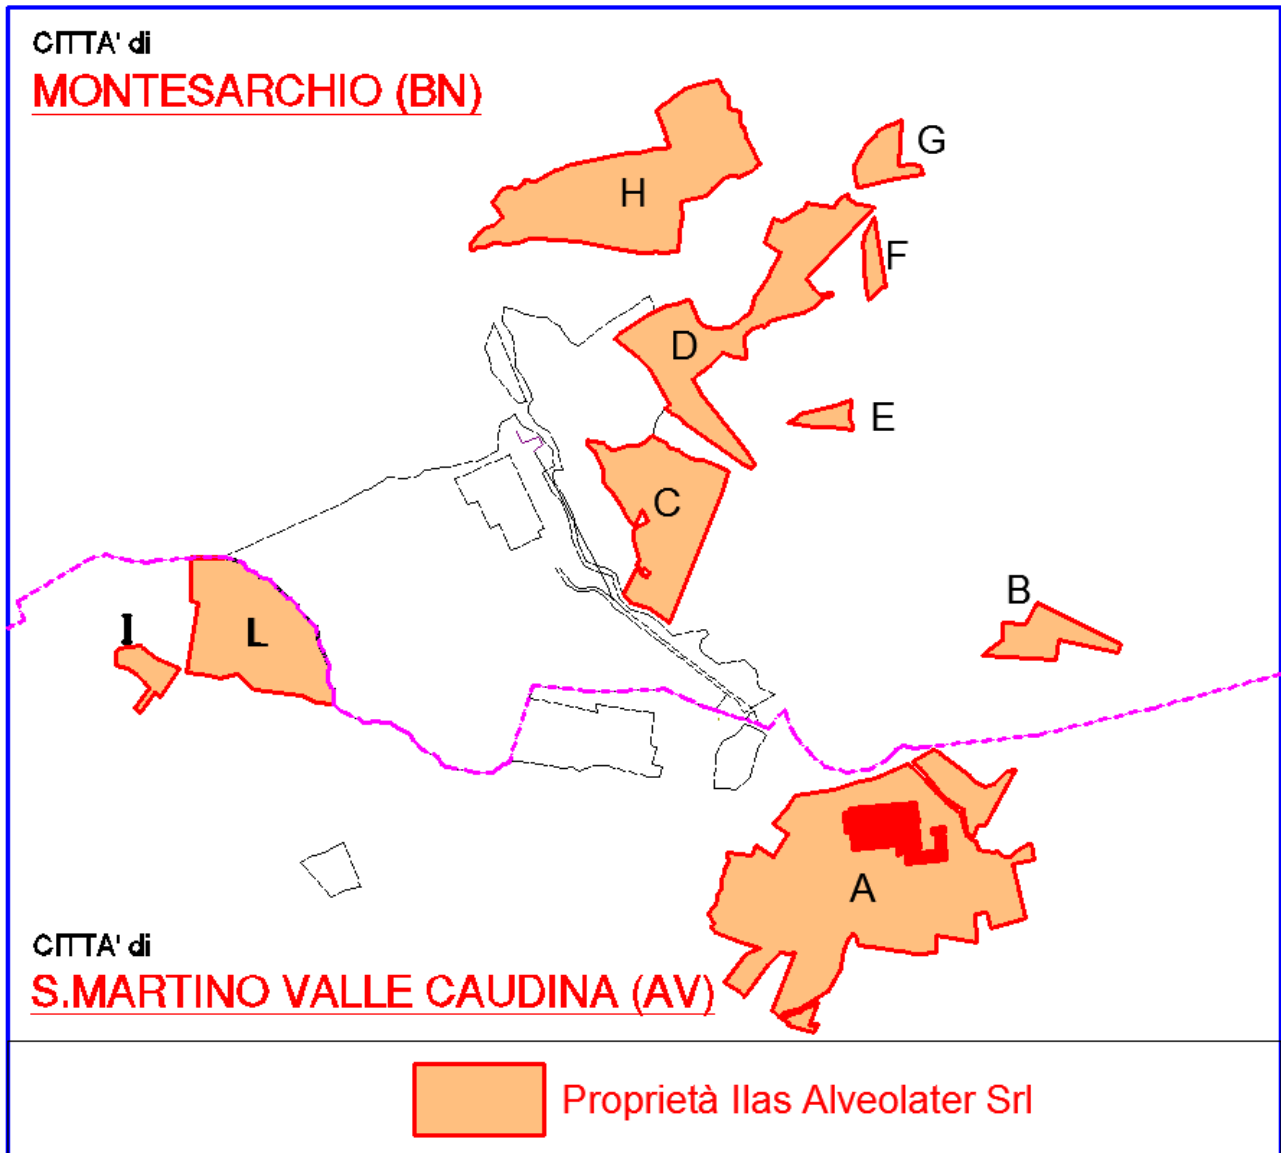 CITTA' di
MONTESARCHIO (BN)
G
H
F
D
E
C
B
I
L
A
CITTA' di
S.MARTINO VALLE CAUDINA (AV)
Proprietà Ilas Alveolater Srl